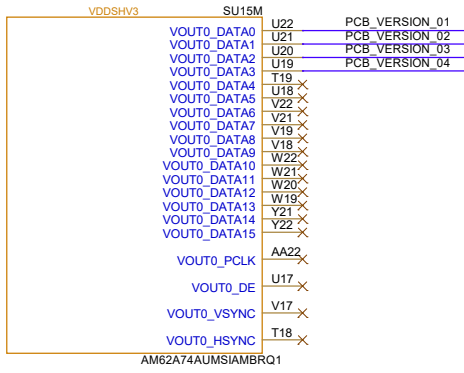 VDDSHV3 SU15M
VOUT0_DATA0 U22 PCB_VERSION_01
VOUT0_DATA1 U21 PCB_VERSION_02
VOUT0_DATA2 U20 PCB_VERSION_03
VOUT0_DATA3 U19 PCB_VERSION_04
VOUT0_DATA4 T19
VOUT0_DATA5 U18
VOUT0_DATA6 V22
VOUT0_DATA7 V21
VOUT0_DATA8 V19
VOUT0_DATA9 V18
VOUT0_DATA10 W22
VOUT0_DATA11 W21
VOUT0_DATA12 W20
VOUT0_DATA13 W19
VOUT0_DATA14 Y21
VOUT0_DATA15 Y22
VOUT0_PCLK AA22
VOUT0_DE U17
VOUT0_VSYNC V17
VOUT0_HSYNC T18
AM62A74AUMSIAMBRQ1